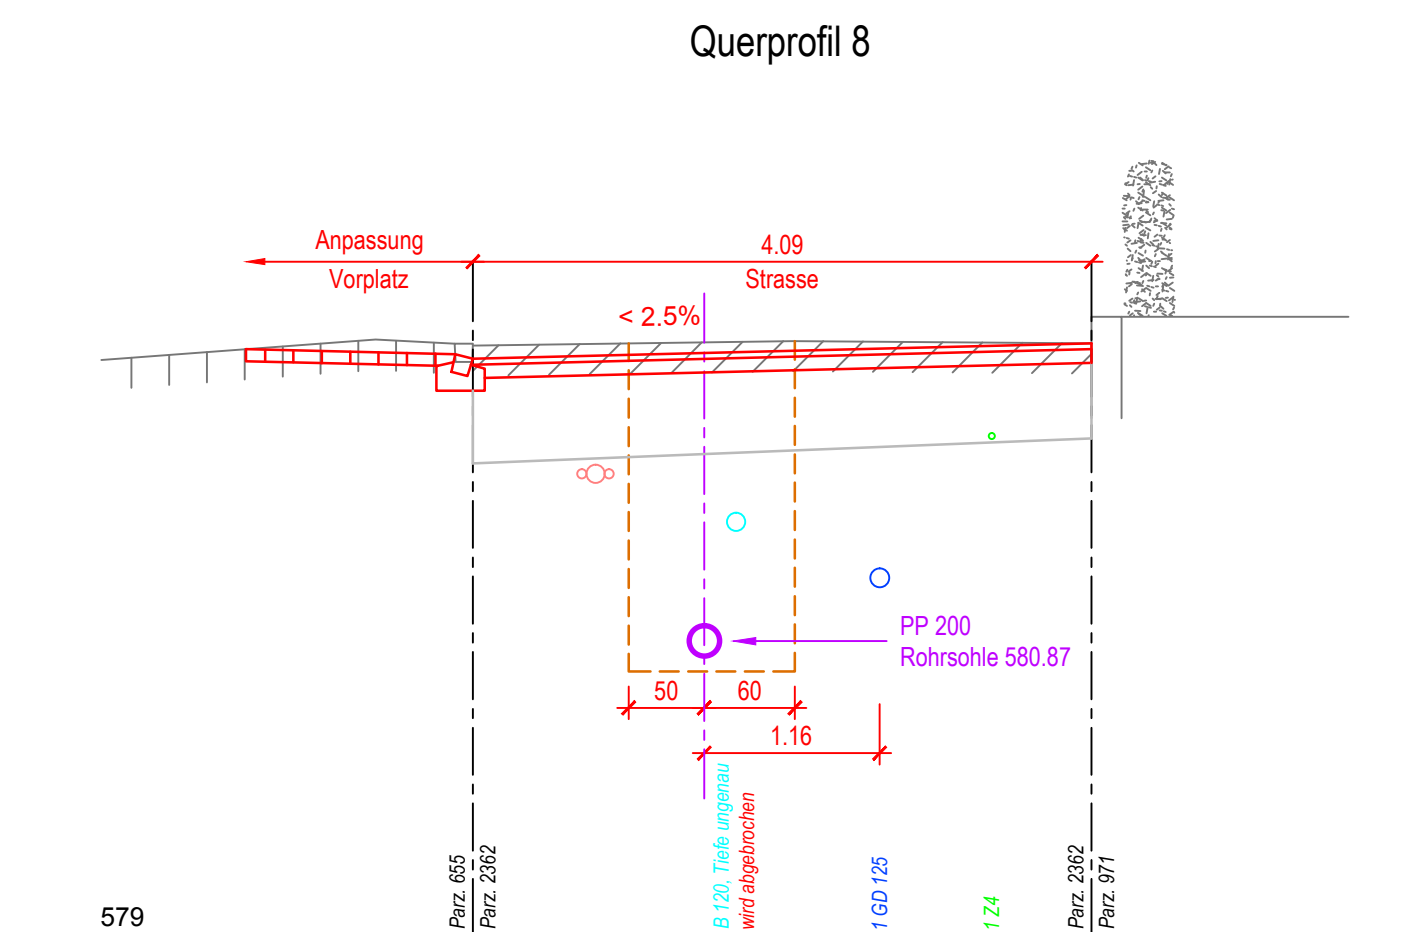 Querprofil 8
Anpassung
Vorplatz
4.09
Strasse
< 2.5%
PP 200
Rohrsohle 580.87
50
60
1.16
Parz. 655
Parz. 2362
B 120, Tiefe ungenau
wird abgebrochen
1 GD 125
1 Z4
Parz. 2362
Parz. 971
579